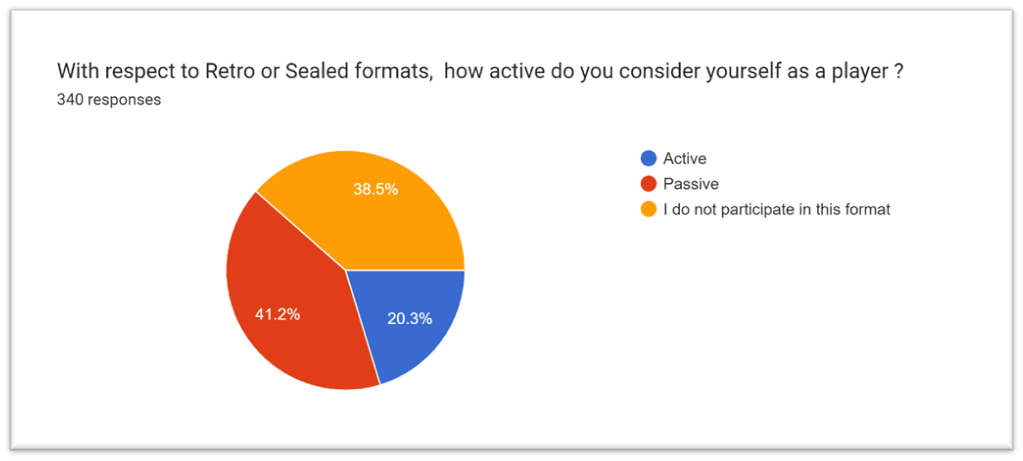 With respect to Retro or Sealed formats,  how active do you consider yourself as a player ?
340 responses
Active
Passive
I do not participate in this format
38.5%
41.2%
20.3%